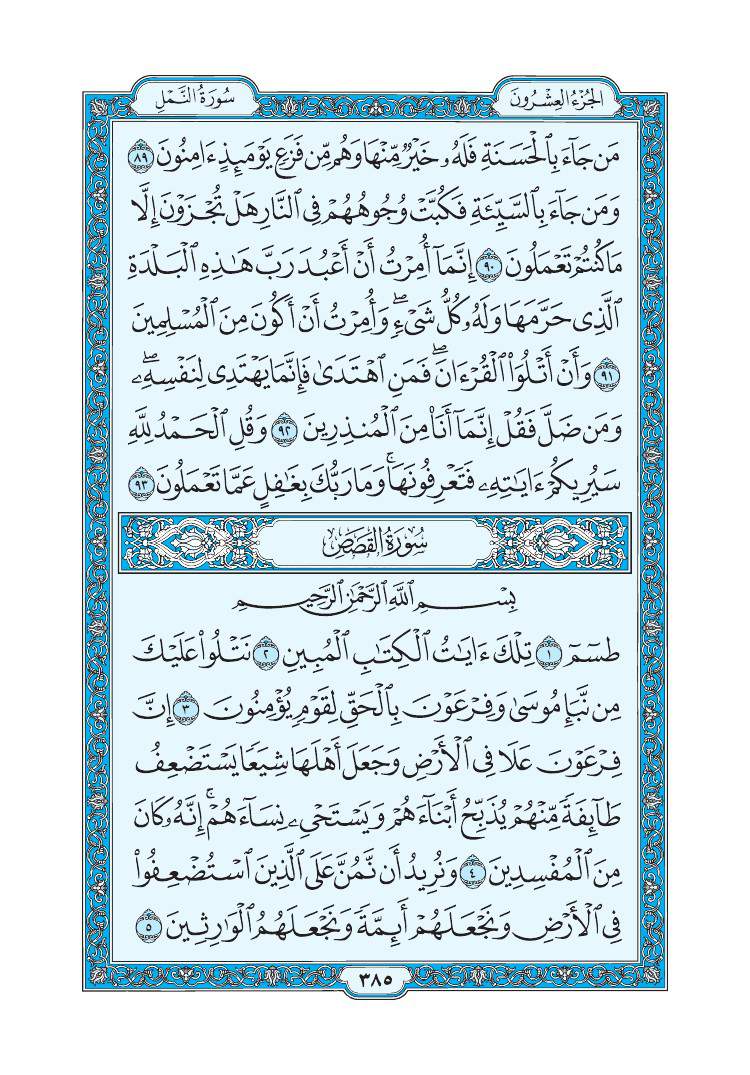 الجُزْءُ العِشْرُونَ
سُورَةُ النَّمْلِ
مَن جَآءَ بِٱلْحَسَنَةِ فَلَهُۥ خَيْرٌ مِّنْهَا وَهُم مِّن فَزَعٍ يَوْمَئِذٍ ءَامِنُونَ ٨٩
وَمَن جَآءَ بِٱلسَّيِّئَةِ فَكُبَّتْ وُجُوهُهُمْ فِى ٱلنَّارِ هَلْ تُجْزَوْنَ إِلَّا
مَا كُنتُمْ تَعْمَلُونَ ٩٠ إِنَّمَآ أُمِرْتُ أَنْ أَعْبُدَ رَبَّ هَـٰذِهِ ٱلْبَلْدَةِ
ٱلَّذِى حَرَّمَهَا وَلَهُۥ كُلُّ شَىْءٍ ۖ وَأُمِرْتُ أَنْ أَكُونَ مِنَ ٱلْمُسْلِمِينَ
٩١ وَأَنْ أَتْلُوَا۟ ٱلْقُرْءَانَ ۖ فَمَنِ ٱهْتَدَىٰ فَإِنَّمَا يَهْتَدِى لِنَفْسِهِۦ ۖ
وَمَن ضَلَّ فَقُلْ إِنَّمَآ أَنَا۠ مِنَ ٱلْمُنذِرِينَ ٩٢ وَقُلِ ٱلْحَمْدُ لِلَّهِ
سَيُرِيكُمْ ءَايَـٰتِهِۦ فَتَعْرِفُونَهَا ۚ وَمَا رَبُّكَ بِغَـٰفِلٍ عَمَّا تَعْمَلُونَ ٩٣
سُورَةُ القَصَصِ
بِسْمِ ٱللَّهِ ٱلرَّحْمَـٰنِ ٱلرَّحِيمِ
طسٓمٓ ١ تِلْكَ ءَايَـٰتُ ٱلْكِتَـٰبِ ٱلْمُبِينِ ٢ نَتْلُوا۟ عَلَيْكَ
مِن نَّبَإِ مُوسَىٰ وَفِرْعَوْنَ بِٱلْحَقِّ لِقَوْمٍ يُؤْمِنُونَ ٣ إِنَّ
فِرْعَوْنَ عَلَا فِى ٱلْأَرْضِ وَجَعَلَ أَهْلَهَا شِيَعًا يَسْتَضْعِفُ
طَآئِفَةً مِّنْهُمْ يُذَبِّحُ أَبْنَآءَهُمْ وَيَسْتَحْىِۦ نِسَآءَهُمْ ۚ إِنَّهُۥ كَانَ
مِنَ ٱلْمُفْسِدِينَ ٤ وَنُرِيدُ أَن نَّمُنَّ عَلَى ٱلَّذِينَ ٱسْتُضْعِفُوا۟
فِى ٱلْأَرْضِ وَنَجْعَلَهُمْ أَئِمَّةً وَنَجْعَلَهُمُ ٱلْوَٰرِثِينَ ٥
٣٨٥